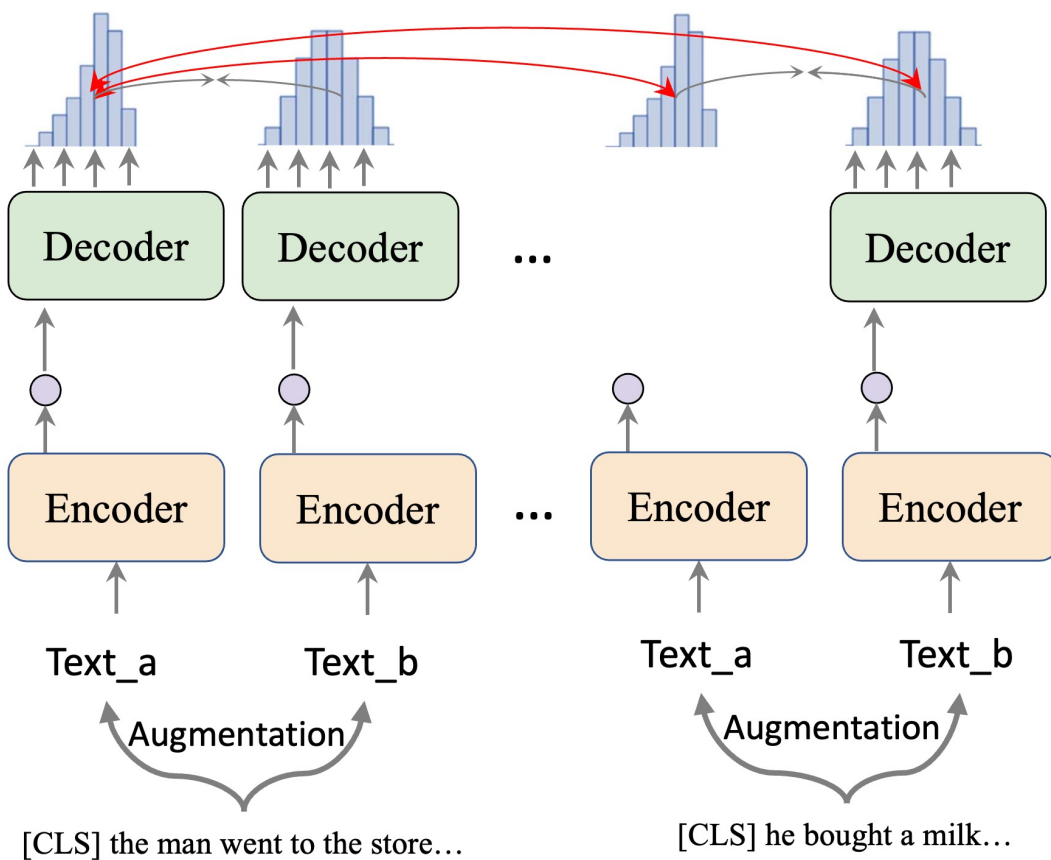 Decoder Decoder ... Decoder
Encoder Encoder ... Encoder Encoder
Text_a Text_b Text_a Text_b
Augmentation Augmentation
[CLS] the man went to the store… [CLS] he bought a milk…